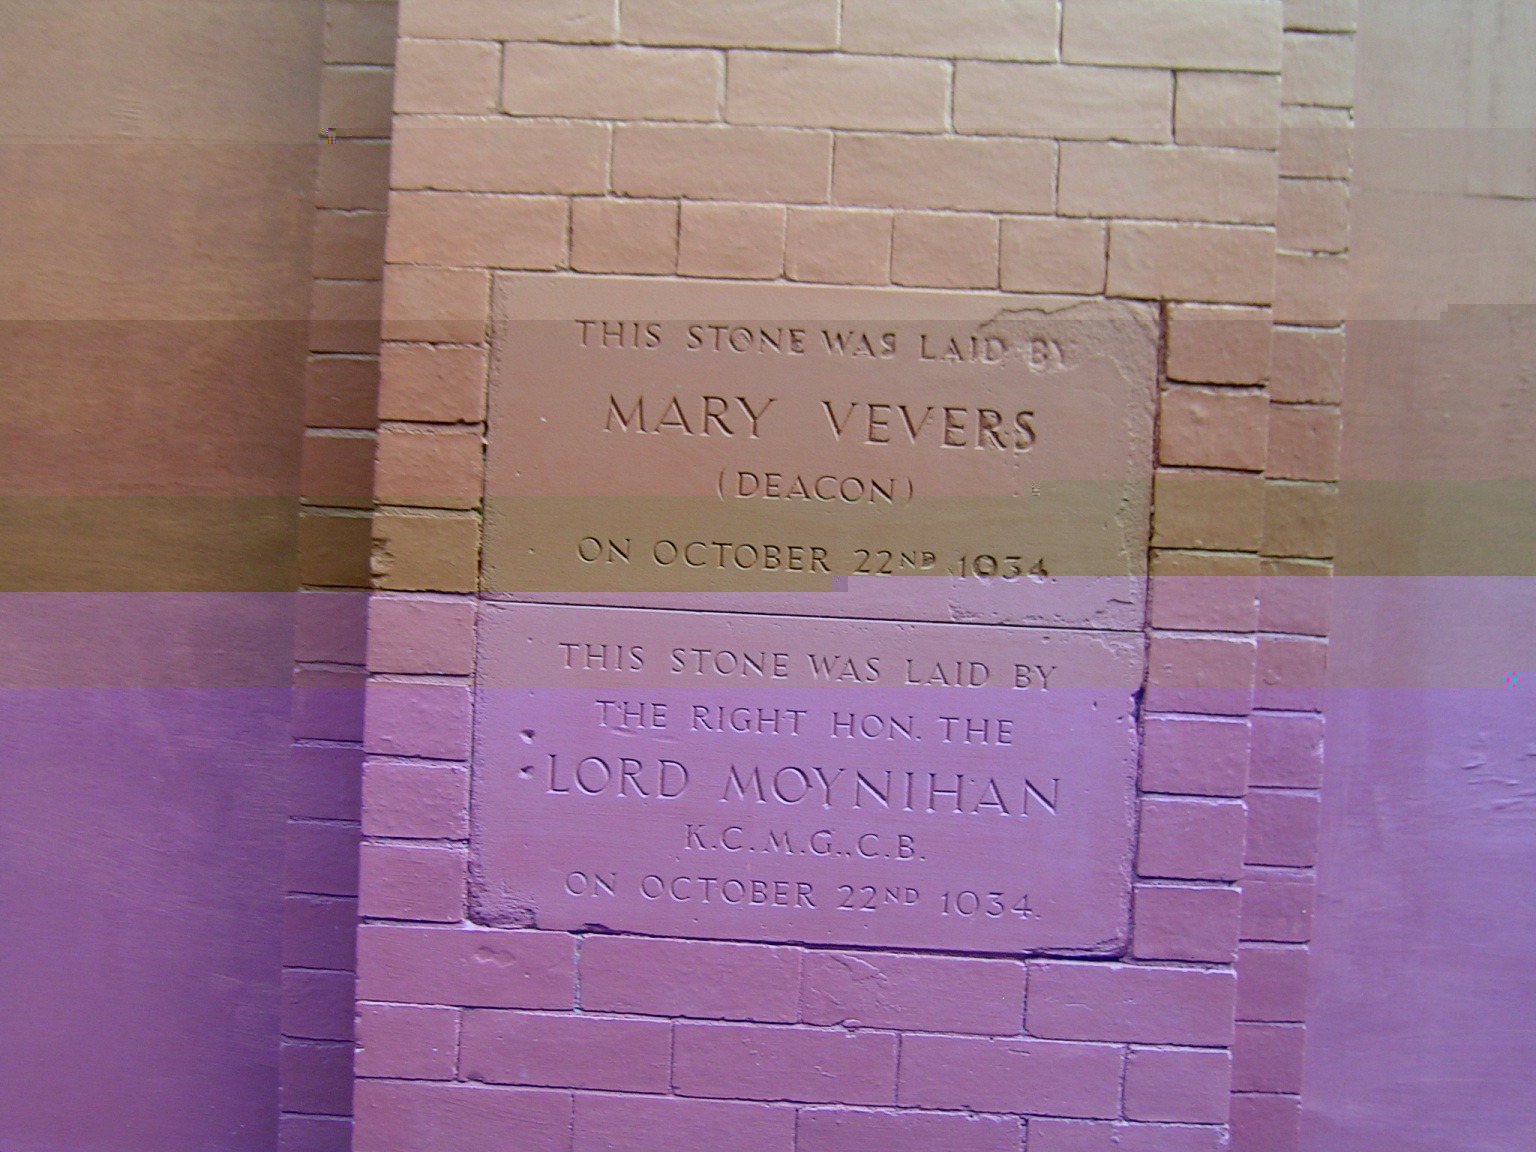 THIS STONE WAS LAID BY
MARY VEVERS
(DEACON)
ON OCTOBER 22ND 1034.
THIS STONE WAS LAID BY
THE RIGHT HON. THE
LORD MOYNIHAN
K.C.M.G.,C.B.
ON OCTOBER 22ND 1034.